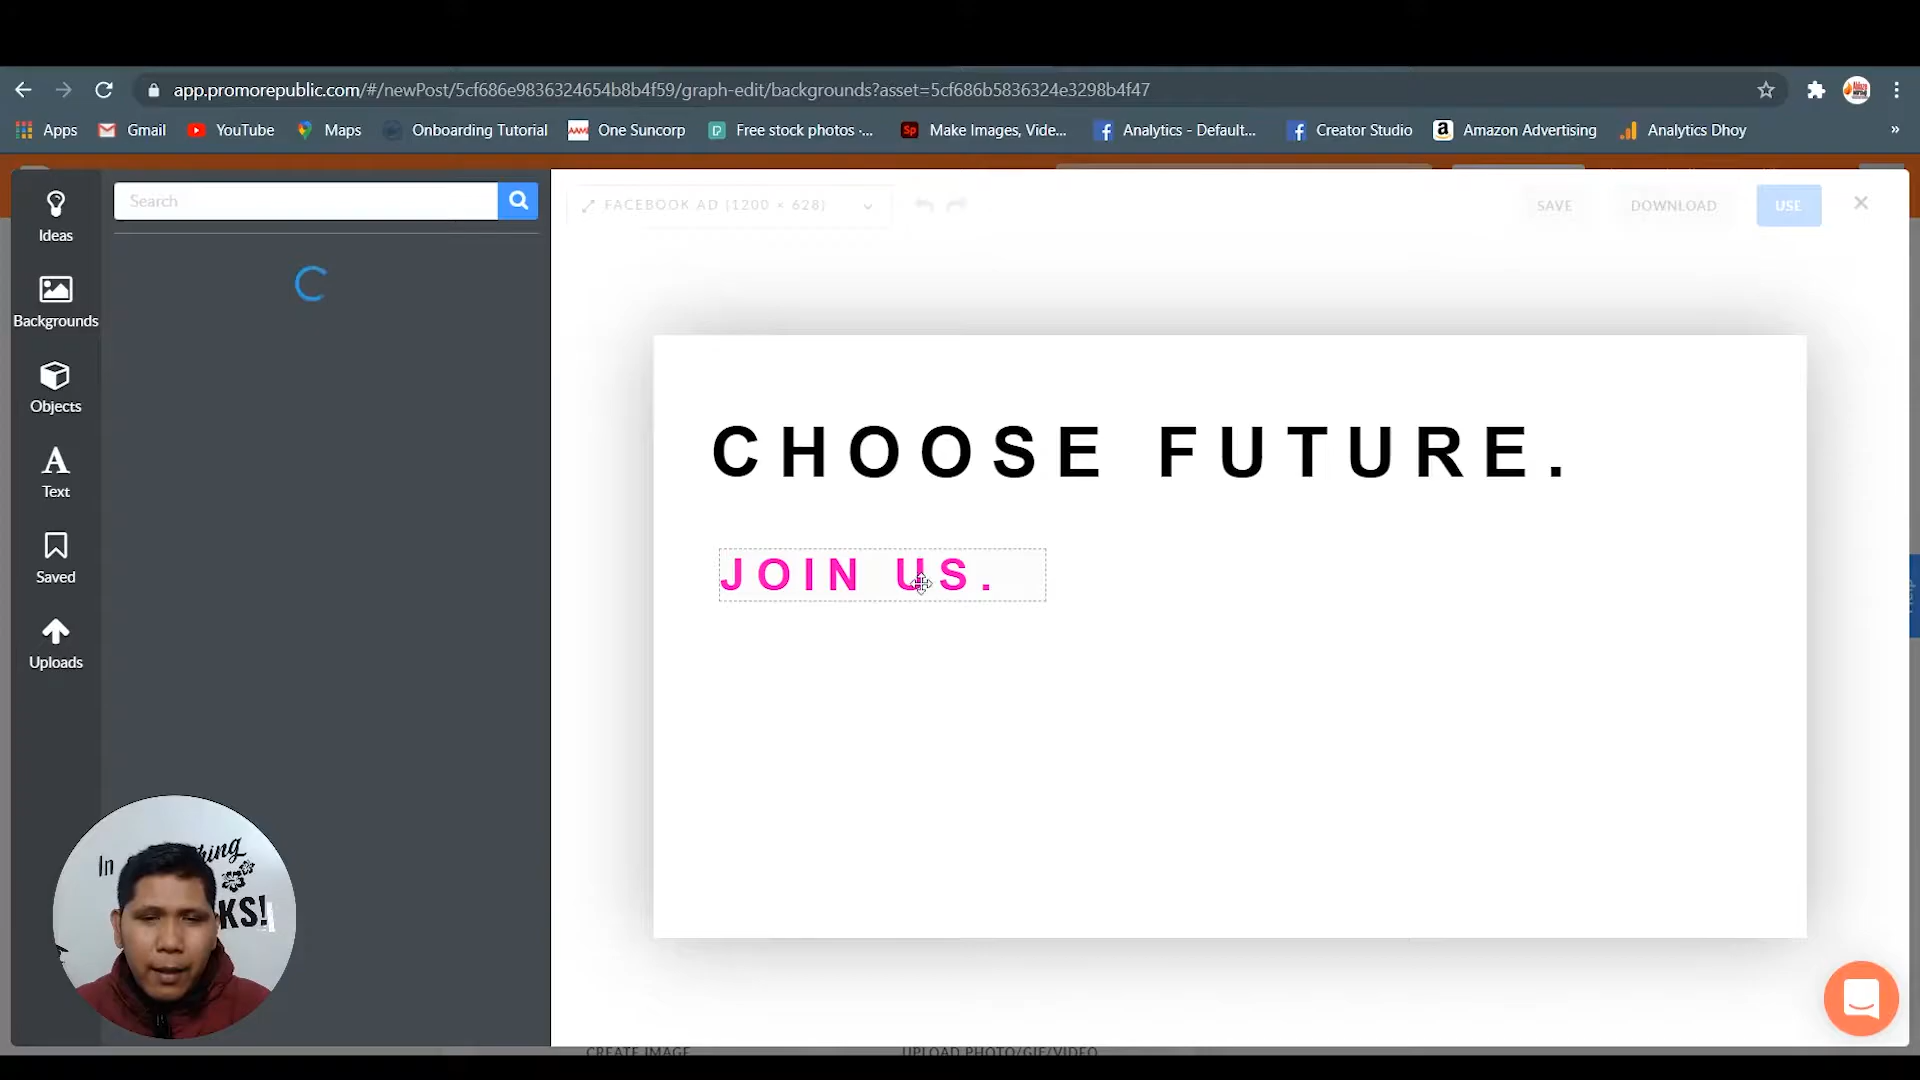 app.promorepublic.com/#/newPost/5cf686e9836324654b8b4f59/graph-edit/backgrounds?asset=5cf686b5836324e3298b4f47
Apps Gmail YouTube Maps Onboarding Tutorial One Suncorp Free stock photos ·... Make Images, Vide... Analytics - Default... Creator Studio Amazon Advertising Analytics Dhoy »
Search
FACEBOOK AD (1200 × 628)
SAVE DOWNLOAD USE
Ideas
Backgrounds
Objects
Text
Saved
Uploads
CHOOSE FUTURE.
JOIN US.
In
KS!
CREATE IMAGE UPLOAD PHOTO/GIF/VIDEO